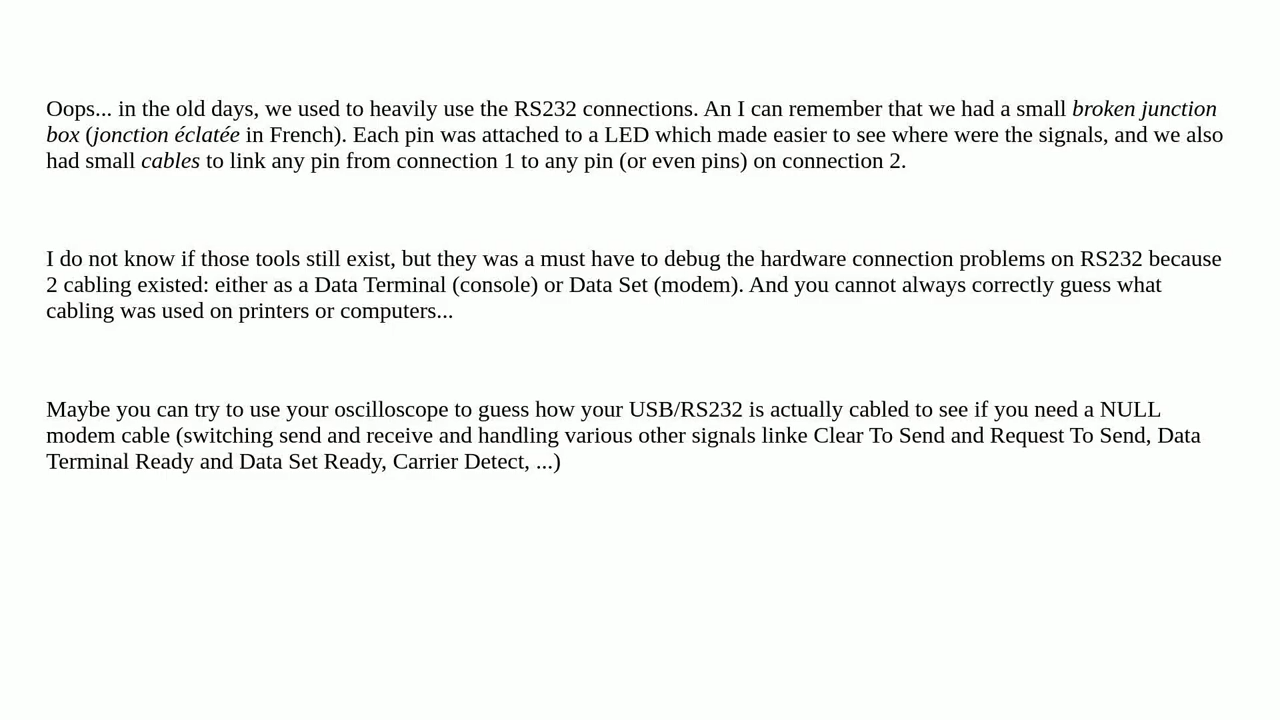 Oops... in the old days, we used to heavily use the RS232 connections. An I can remember that we had a small broken junction
box (jonction éclatée in French). Each pin was attached to a LED which made easier to see where were the signals, and we also
had small cables to link any pin from connection 1 to any pin (or even pins) on connection 2.
I do not know if those tools still exist, but they was a must have to debug the hardware connection problems on RS232 because
2 cabling existed: either as a Data Terminal (console) or Data Set (modem). And you cannot always correctly guess what
cabling was used on printers or computers...
Maybe you can try to use your oscilloscope to guess how your USB/RS232 is actually cabled to see if you need a NULL
modem cable (switching send and receive and handling various other signals linke Clear To Send and Request To Send, Data
Terminal Ready and Data Set Ready, Carrier Detect, ...)